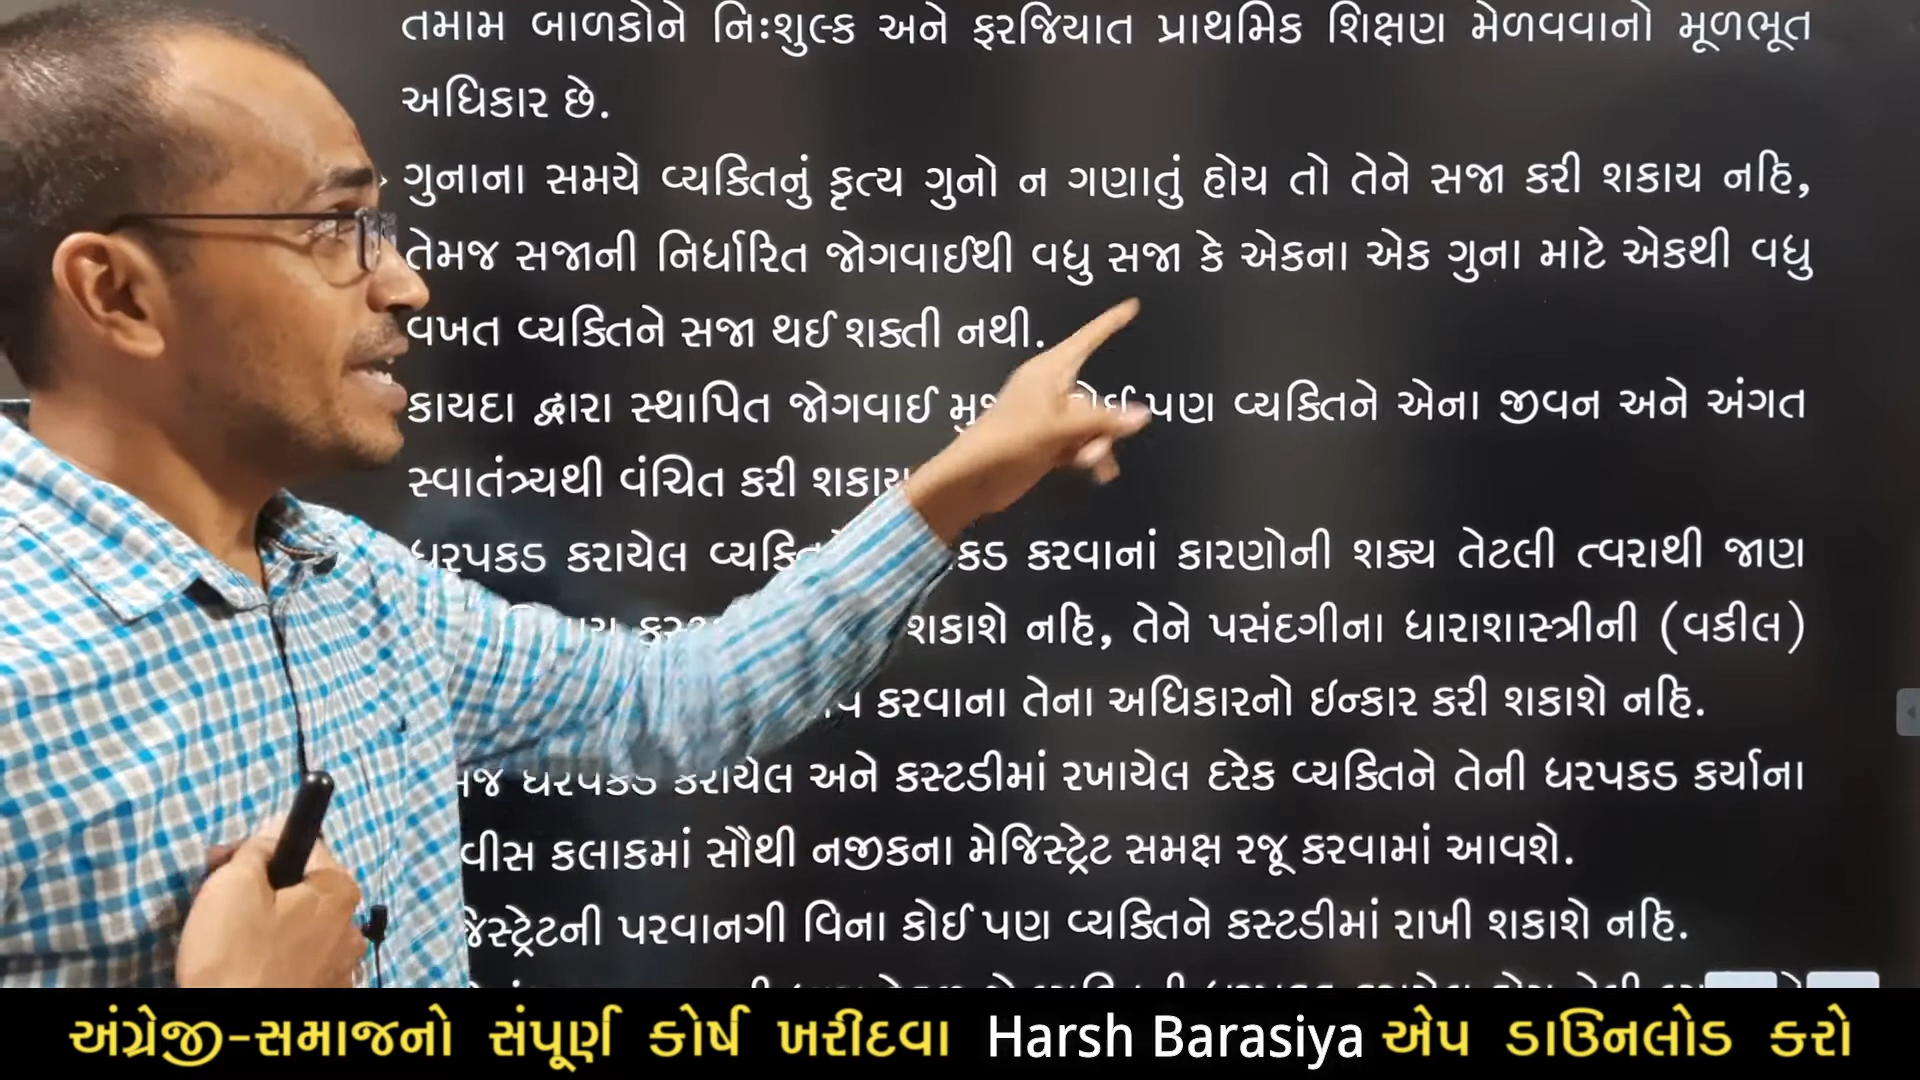 તમામ બાળકોને નિઃશુલ્ક અને ફરજિયાત પ્રાથમિક શિક્ષણ મેળવવાનો મૂળભૂત
અધિકાર છે.
ગુનાના સમયે વ્યક્તિનું કૃત્ય ગુનો ન ગણાતું હોય તો તેને સજા કરી શકાય નહિ,
તેમજ સજાની નિર્ધારિત જોગવાઈથી વધુ સજા કે એકના એક ગુના માટે એકથી વધુ
વખત વ્યક્તિને સજા થઈ શક્તી નથી.
કાયદા દ્વારા સ્થાપિત જોગવાઈ પણ વ્યક્તિને એના જીવન અને અંગત
સ્વાતંત્ર્યથી વંચિત કરી
ધરપકડ કરાયેલ કરવાનાં કારણોની શક્ય તેટલી ત્વરાથી જાણ
શકાશે નહિ, તેને પસંદગીના ધારાશાસ્ત્રીની (વકીલ)
કરવાના તેના અધિકારનો ઈન્કાર કરી શકાશે નહિ.
ધરપકડ કરાયેલ અને કસ્ટડીમાં રખાયેલ દરેક વ્યક્તિને તેની ધરપકડ કર્યાના
કલાકમાં સૌથી નજીકના મેજિસ્ટ્રેટ સમક્ષ રજૂ કરવામાં આવશે.
પરવાનગી વિના કોઈ પણ વ્યક્તિને કસ્ટડીમાં રાખી શકાશે નહિ.
અંગ્રેજી-સમાજનો સંપૂર્ણ કોર્ષ ખરીદવા Harsh Barasiya એપ ડાઉનલોડ કરો